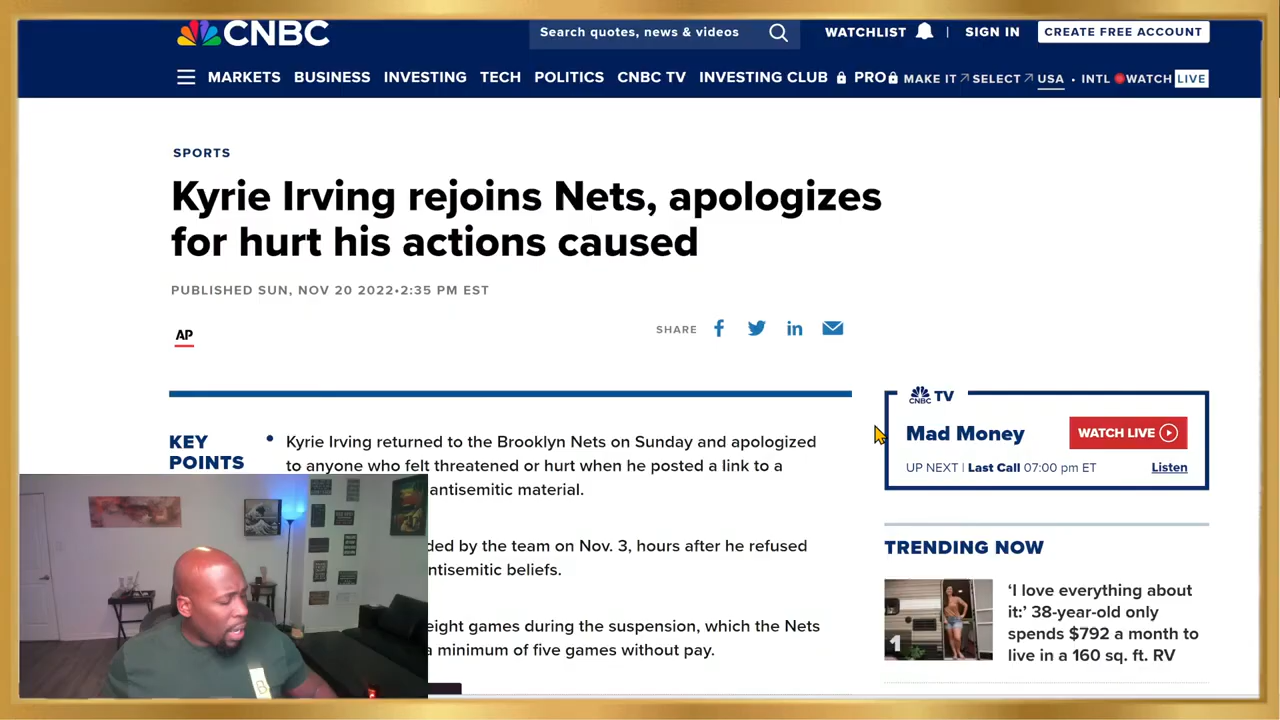 CNBC
Search quotes, news & videos
WATCHLIST | SIGN IN CREATE FREE ACCOUNT
MARKETS BUSINESS INVESTING TECH POLITICS CNBC TV INVESTING CLUB PRO MAKE IT SELECT USA • INTL WATCH LIVE
SPORTS
Kyrie Irving rejoins Nets, apologizes
for hurt his actions caused
PUBLISHED SUN, NOV 20 2022•2:35 PM EST
AP
SHARE
KEY
POINTS
• Kyrie Irving returned to the Brooklyn Nets on Sunday and apologized
to anyone who felt threatened or hurt when he posted a link to a
antisemitic material.
ded by the team on Nov. 3, hours after he refused
ntisemitic beliefs.
eight games during the suspension, which the Nets
a minimum of five games without pay.
CNBC TV
Mad Money
WATCH LIVE
UP NEXT | Last Call 07:00 pm ET
Listen
TRENDING NOW
1
‘I love everything about
it:’ 38-year-old only
spends $792 a month to
live in a 160 sq. ft. RV